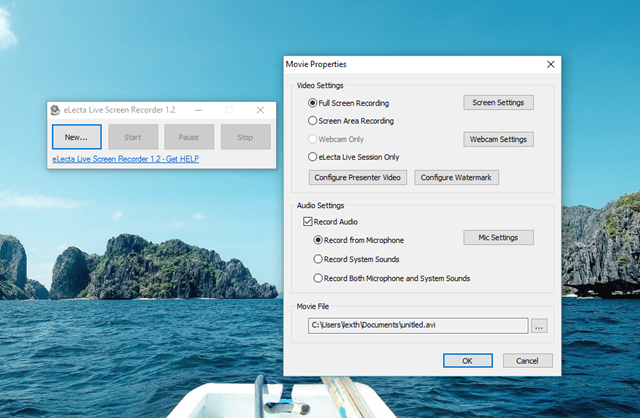 eLecta Live Screen Recorder 1.2
New...
Start
Pause
Stop
eLecta Live Screen Recorder 1.2 - Get HELP
Movie Properties
Video Settings
Full Screen Recording
Screen Settings
Screen Area Recording
Webcam Only
Webcam Settings
eLecta Live Session Only
Configure Presenter Video
Configure Watermark
Audio Settings
Record Audio
Record from Microphone
Mic Settings
Record System Sounds
Record Both Microphone and System Sounds
Movie File
C:\Users\lexth\Documents\unitled.avi
...
OK
Cancel